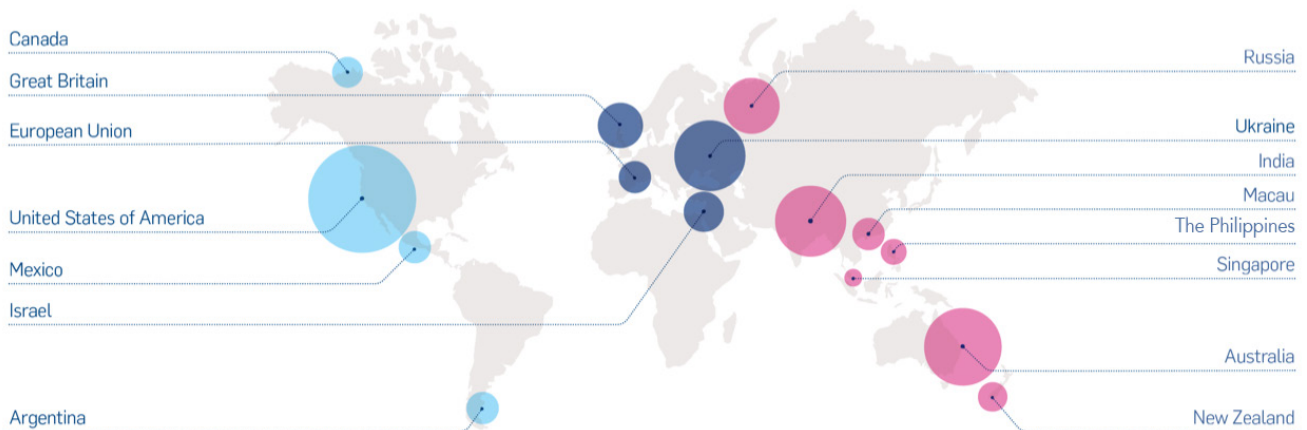 Canada
Great Britain
European Union
United States of America
Mexico
Israel
Argentina
Russia
Ukraine
India
Macau
The Philippines
Singapore
Australia
New Zealand